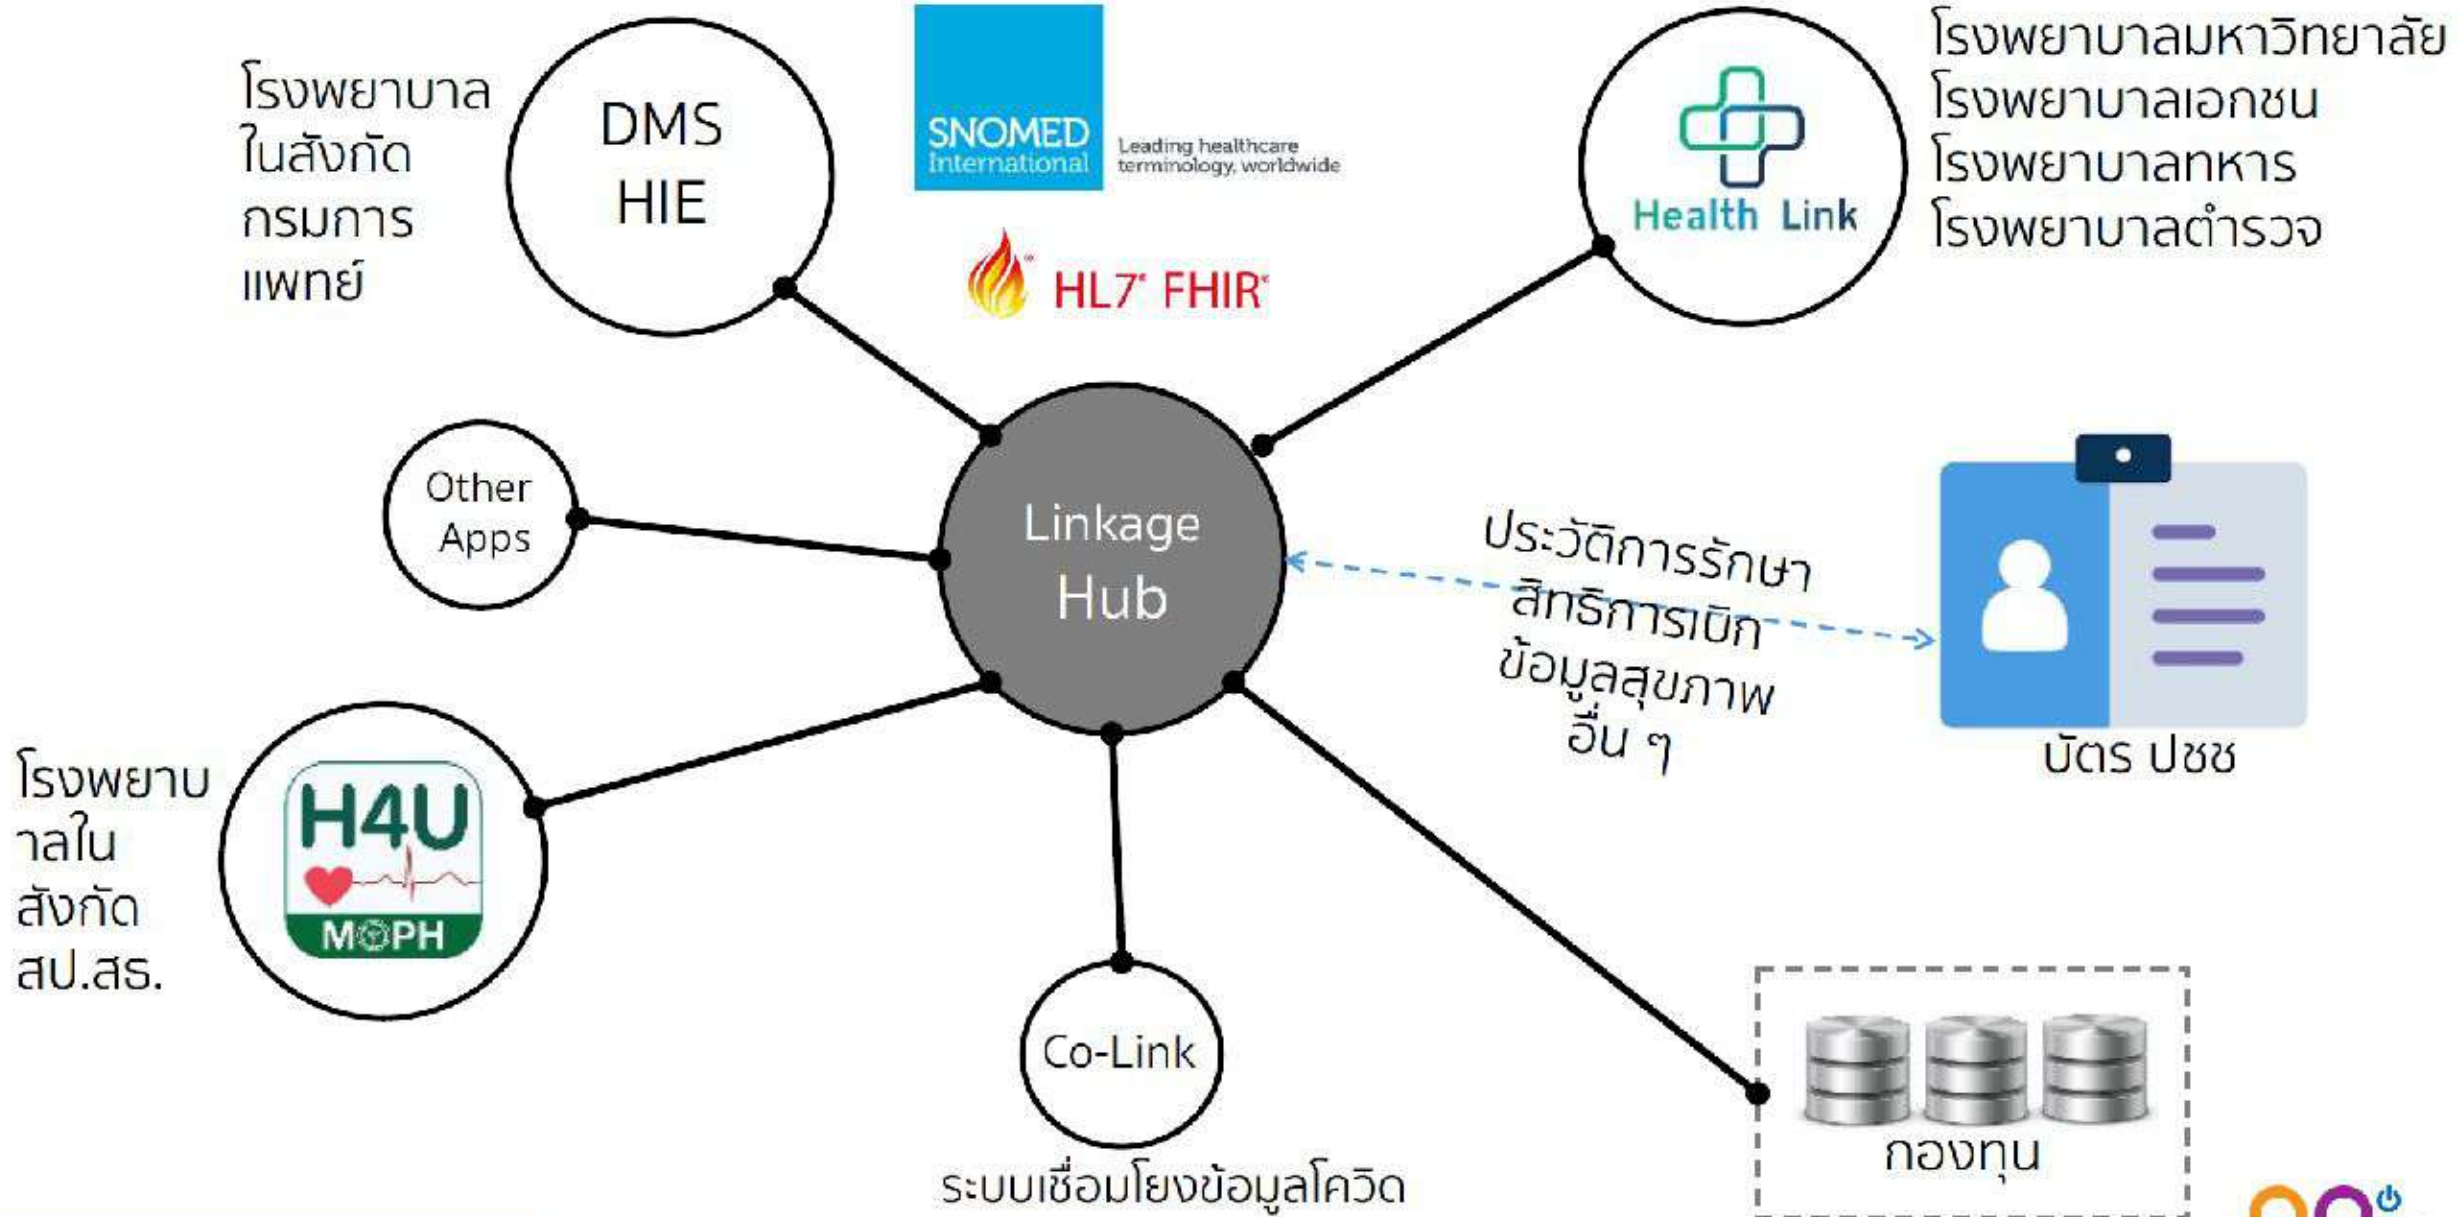 โรงพยาบาล
ในสังกัด
กรมการ
แพทย์
DMS
HIE
SNOMED
International
Leading healthcare
terminology, worldwide
HL7® FHIR®
Health Link
โรงพยาบาลมหาวิทยาลัย
โรงพยาบาลเอกชน
โรงพยาบาลทหาร
โรงพยาบาลตำรวจ
Other
Apps
Linkage
Hub
ประวัติการรักษา
สิทธิการเบิก
ข้อมูลสุขภาพ
อื่น ๆ
บัตร ปชช
โรงพยาบ
าลใน
สังกัด
สป.สธ.
H4U
MOPH
Co-Link
ระบบเชื่อมโยงข้อมูลโควิด
กองทุน